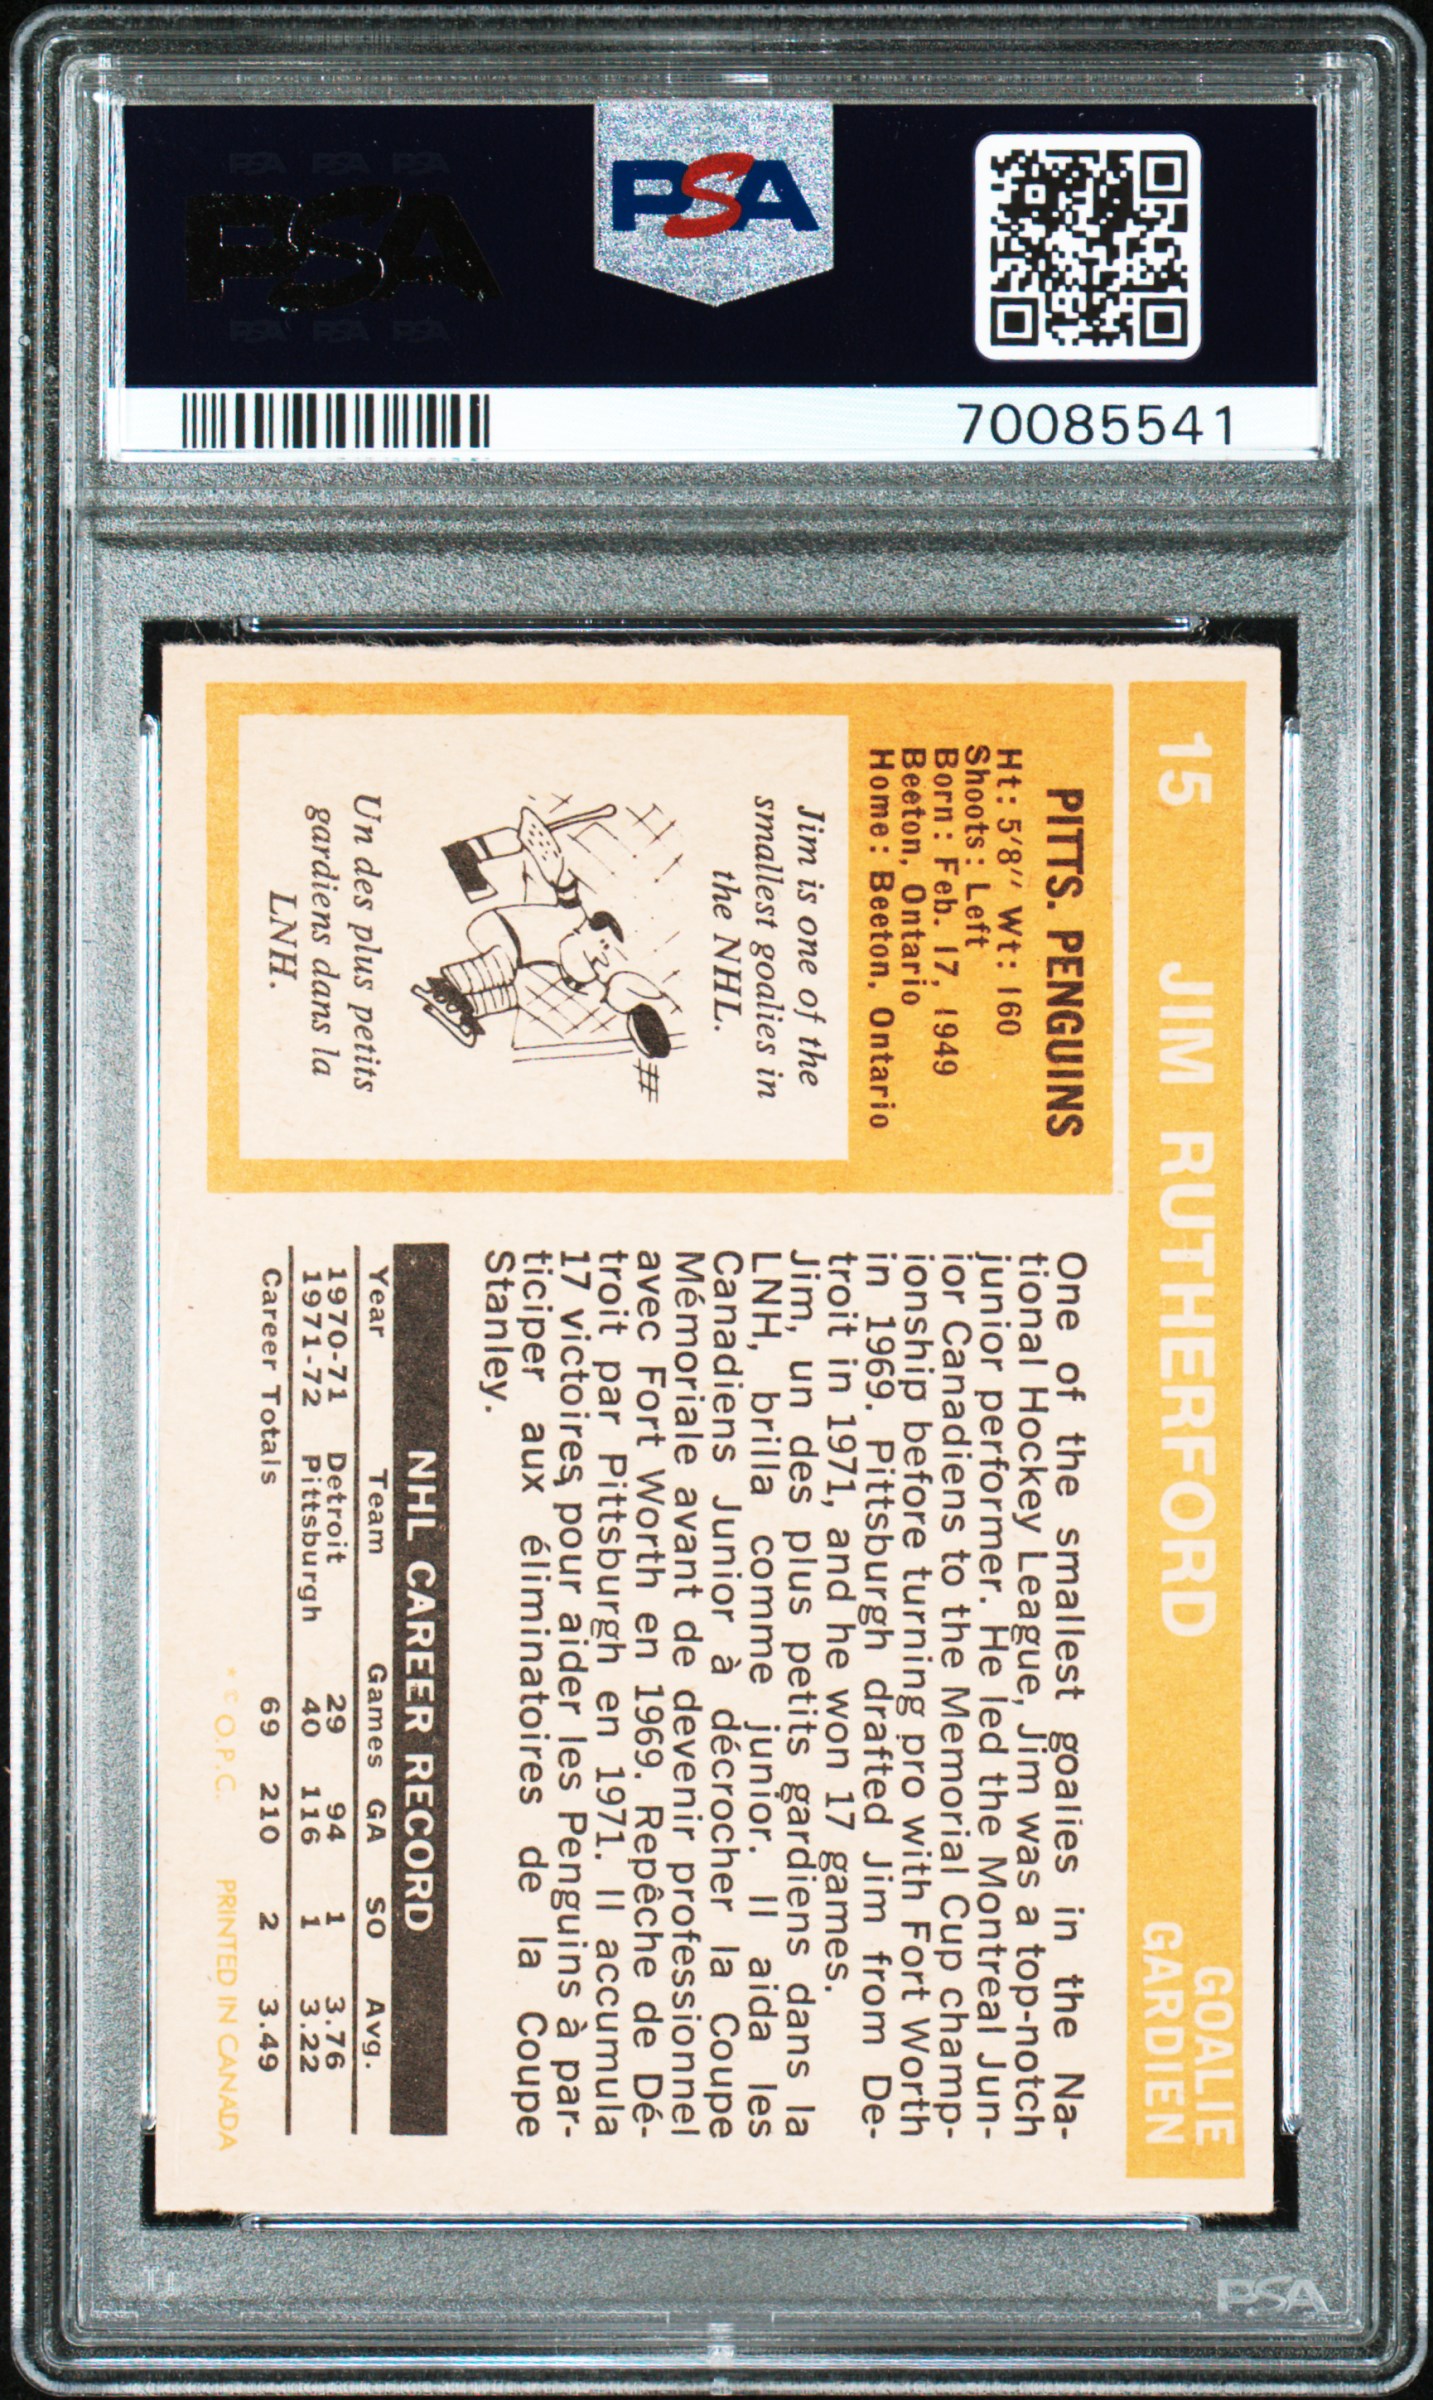 PSA
PSA PSA PSA
PSA
PSA PSA PSA
70085541
15 JIM RUTHERFORD
GOALIE
GARDIEN
PITTS. PENGUINS
Ht: 5'8'' Wt: 160
Shoots: Left
Born: Feb. 17, 1949
Beeton, Ontario
Home: Beeton, Ontario
Jim is one of the
smallest goalies in
the NHL.
Un des plus petits
gardiens dans la
LNH.
One of the smallest goalies in the Na-
tional Hockey League, Jim was a top-notch
junior performer. He led the Montreal Jun-
ior Canadiens to the Memorial Cup champ-
ionship before turning pro with Fort Worth
in 1969. Pittsburgh drafted Jim from De-
troit in 1971, and he won 17 games.
Jim, un des plus petits gardiens dans la
LNH, brilla comme junior. Il aida les
Canadiens Junior à décrocher la Coupe
Mémoriale avant de devenir professionnel
avec Fort Worth en 1969. Repêche de Dé-
troit par Pittsburgh en 1971. Il accumula
17 victoires, pour aider les Penguins à par-
ticiper aux éliminatoires de la Coupe
Stanley.
NHL CAREER RECORD
Year Team Games GA SO Avg.
1970-71 Detroit 29 94 1 3.76
1971-72 Pittsburgh 40 116 1 3.22
Career Totals 69 210 2 3.49
* © O.P.C. PRINTED IN CANADA
PSA